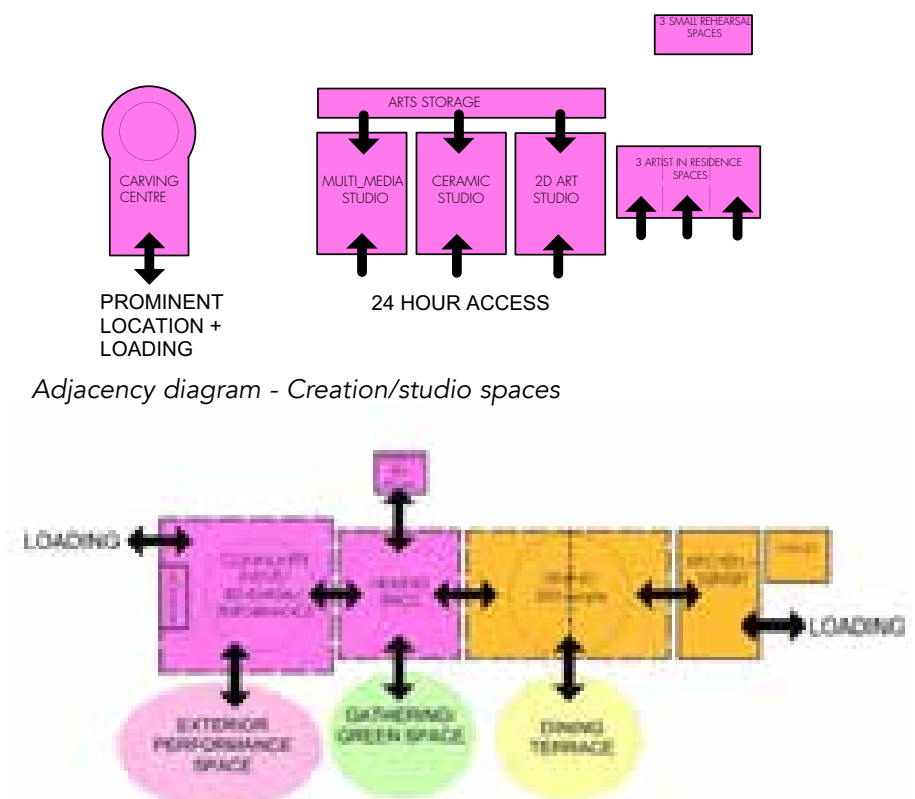 3 SMALL REHEARSAL
SPACES
ARTS STORAGE
CARVING
CENTRE
MULTI_MEDIA
STUDIO
CERAMIC
STUDIO
2D ART
STUDIO
3 ARTIST IN RESIDENCE
SPACES
PROMINENT
LOCATION +
LOADING
24 HOUR ACCESS
Adjacency diagram - Creation/studio spaces
LOADING
LOADING
EXTERIOR
PERFORMANCE
SPACE
GATHERING/
GREEN SPACE
DINING
TERRACE